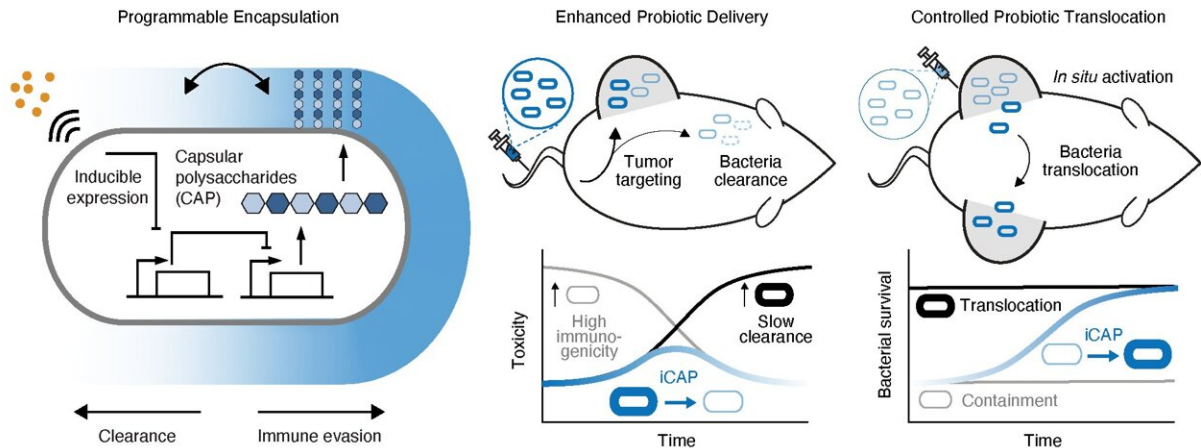 Programmable Encapsulation
Inducible
expression
Capsular
polysaccharides
(CAP)
Clearance
Immune evasion
Enhanced Probiotic Delivery
Tumor
targeting
Bacteria
clearance
Toxicity
High
immuno-
genicity
Slow
clearance
iCAP
Time
Controlled Probiotic Translocation
In situ activation
Bacteria
translocation
Bacterial survival
Translocation
iCAP
Containment
Time